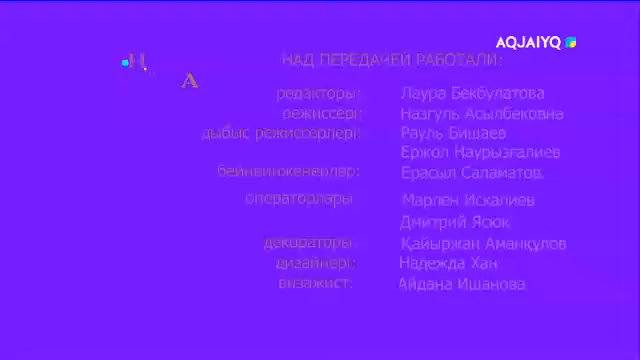 AQJAIYQ
НАД ПЕРЕДАЧЕЙ РАБОТАЛИ:
Н
А
редакторы: Лаура Бекбулатова
режиссері: Назгуль Асылбековна
дыбыс режиссерлері: Рауль Бишаев
Ержол Наурызғалиев
бейнеинженерлер: Ерасыл Саламатов
операторлары: Марлен Искалиев
Дмитрий Ясюк
декораторы: Қайыржан Аманқұлов
дизайнері: Надежда Хан
визажист: Айдана Ишанова